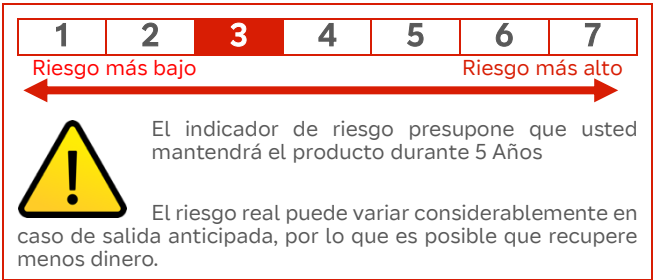 1 2 3 4 5 6 7
Riesgo más bajo Riesgo más alto
El indicador de riesgo presupone que usted
mantendrá el producto durante 5 Años
El riesgo real puede variar considerablemente en
caso de salida anticipada, por lo que es posible que recupere
menos dinero.